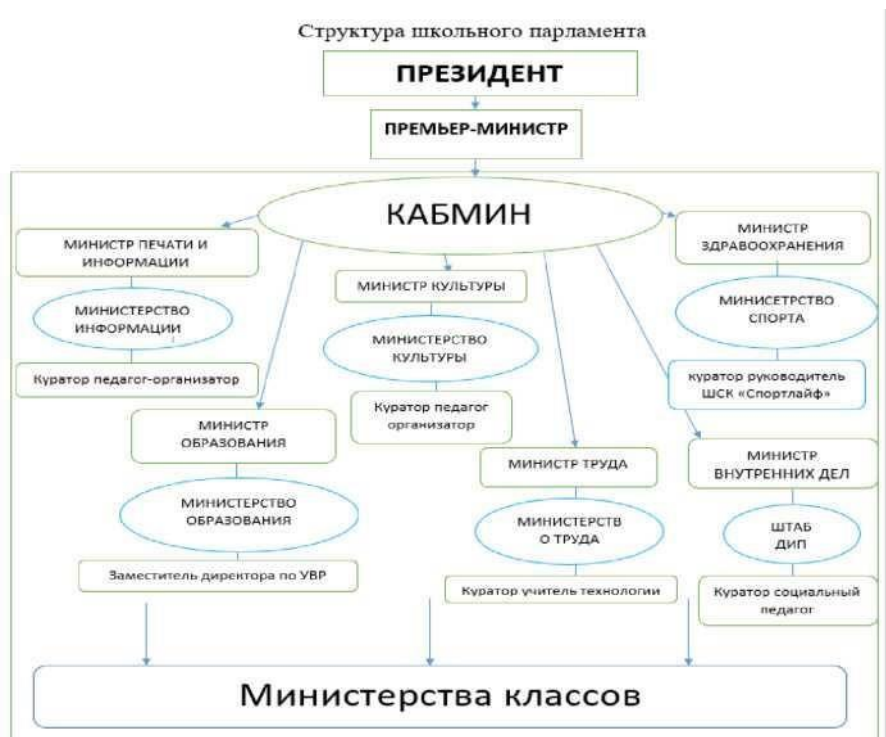 Структура школьного парламента
ПРЕЗИДЕНТ
ПРЕМЬЕР-МИНИСТР
КАБМИН
МИНИСТР ПЕЧАТИ И
ИНФОРМАЦИИ
МИНИСТЕРСТВО
ИНФОРМАЦИИ
Куратор педагог-организатор
МИНИСТР
ОБРАЗОВАНИЯ
МИНИСТЕРСТВО
ОБРАЗОВАНИЯ
Заместитель директора по УВР
МИНИСТР КУЛЬТУРЫ
МИНИСТЕРСТВО
КУЛЬТУРЫ
Куратор педагог
организатор
МИНИСТР ТРУДА
МИНИСТЕРСТВ
О ТРУДА
Куратор учитель технологии
МИНИСТР
ЗДРАВООХРАНЕНИЯ
МИНИСЕТРСТВО
СПОРТА
куратор руководитель
ШСК «Спортлайф»
МИНИСТР
ВНУТРЕННИХ ДЕЛ
ШТАБ
ДИП
Куратор социальный
педагог
Министерства классов